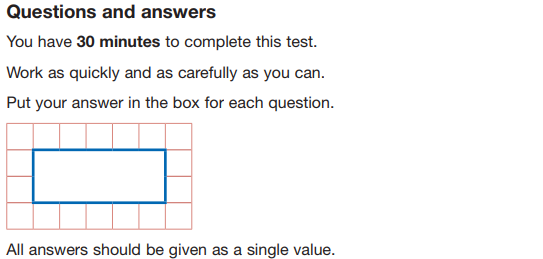 Questions and answers
You have 30 minutes to complete this test.
Work as quickly and as carefully as you can.
Put your answer in the box for each question.
All answers should be given as a single value.